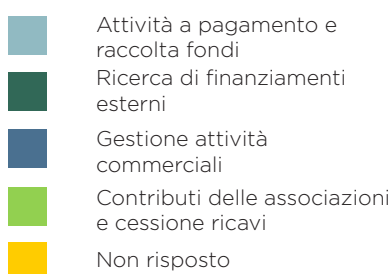 Attività a pagamento e
raccolta fondi
Ricerca di finanziamenti
esterni
Gestione attività
commerciali
Contributi delle associazioni
e cessione ricavi
Non risposto